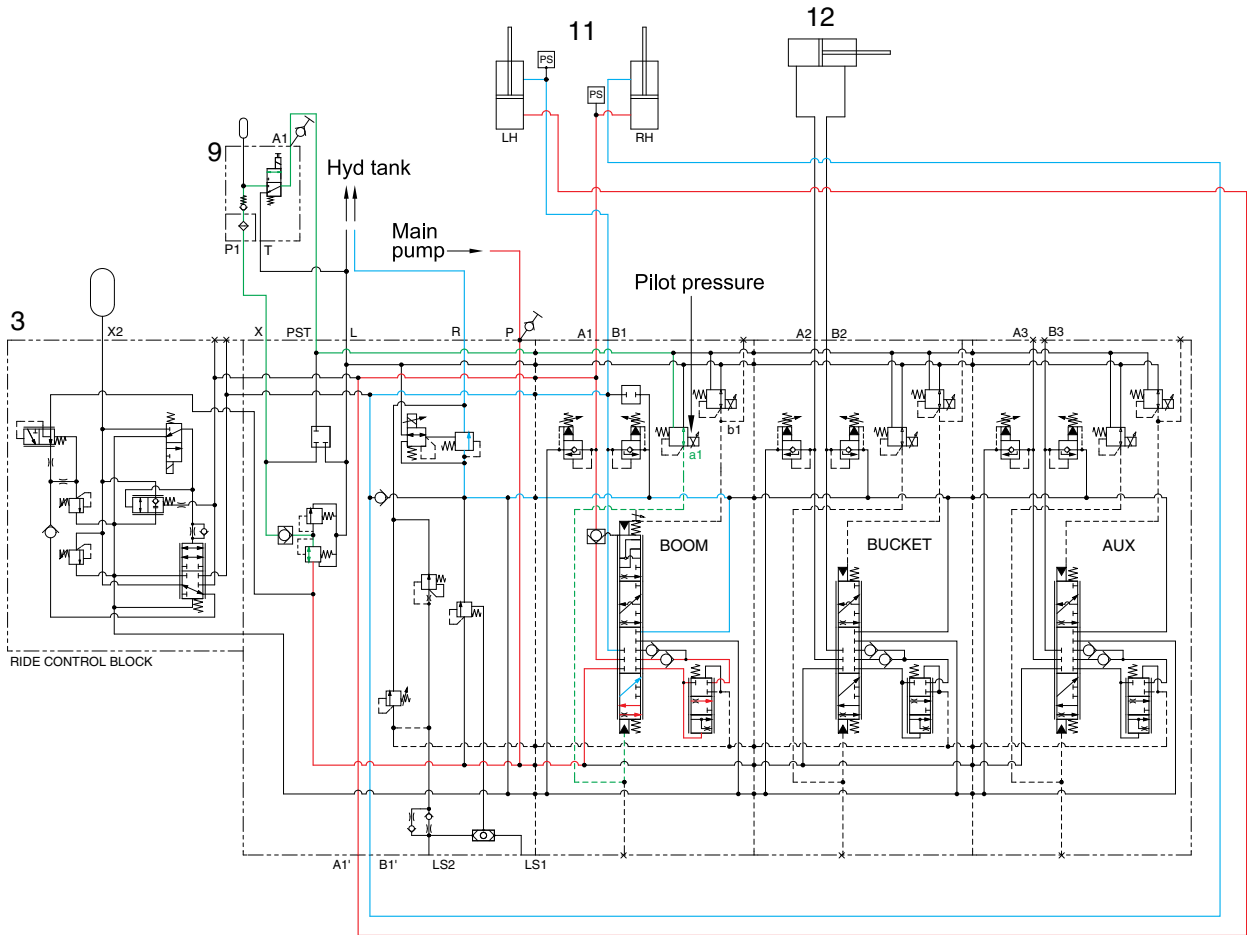 11
12
PS
PS
LH
RH
9
A1
Hyd tank
P1
T
Main
pump
Pilot pressure
3
X2
X
PST
L
R
P
A1
B1
A2
B2
A3
B3
b1
a1
BOOM
BUCKET
AUX
RIDE CONTROL BLOCK
A1'
B1'
LS2
LS1